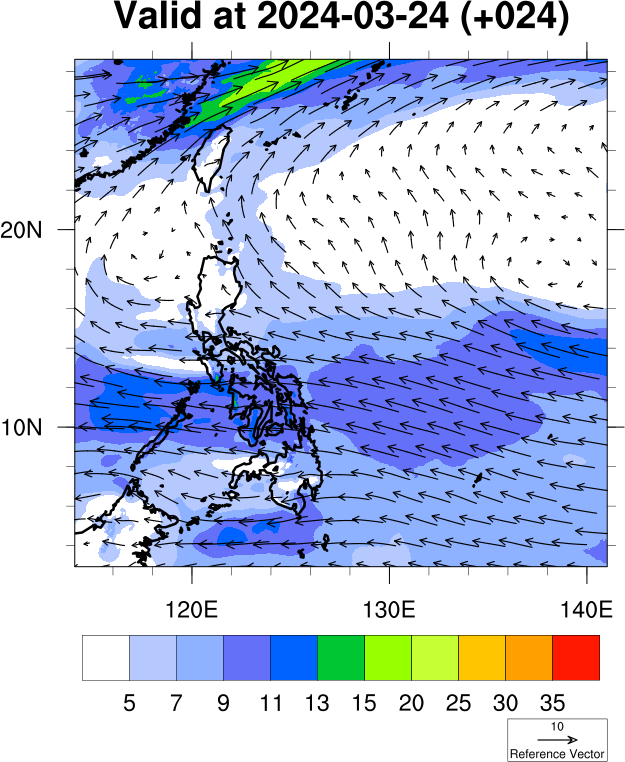 Valid at 2024-03-24 (+024)
20N
10N
120E 130E 140E
5 7 9 11 13 15 20 25 30 35
10
Reference Vector